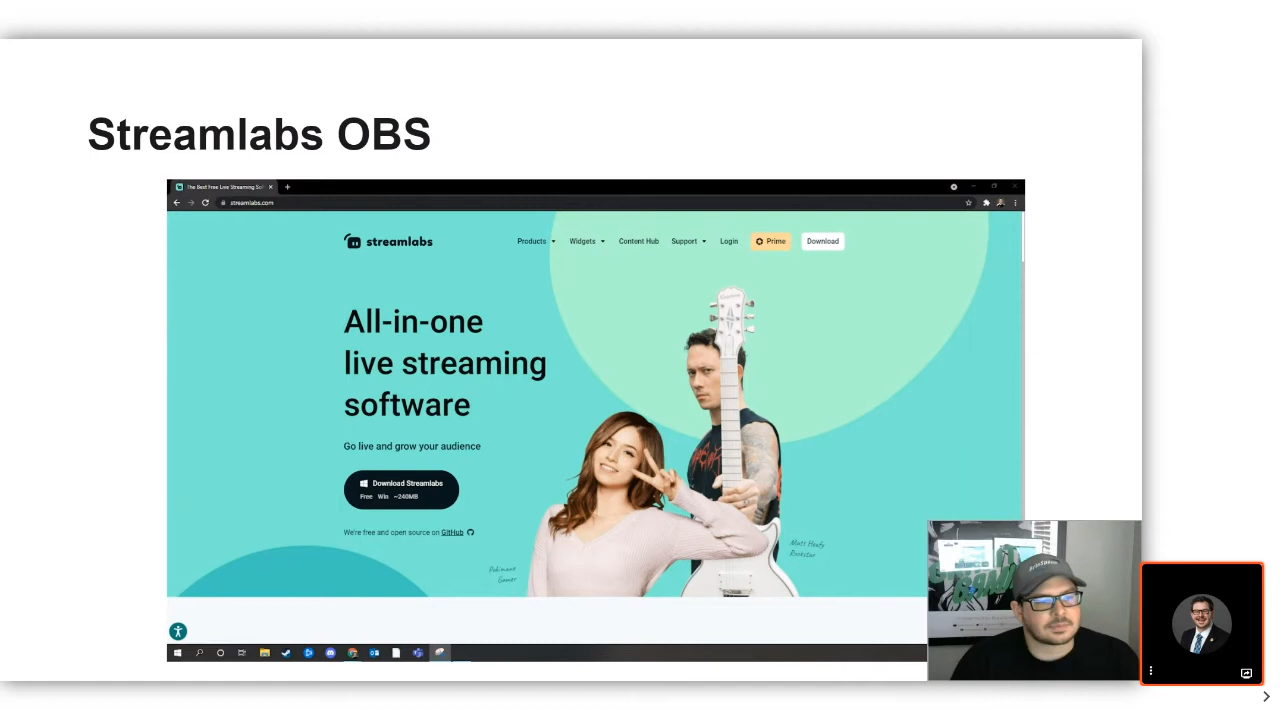 Streamlabs OBS
The Best Free Live Streaming Sof
streamlabs.com
streamlabs
Products Widgets Content Hub Support Login Prime Download
All-in-one
live streaming
software
Go live and grow your audience
Download Streamlabs
Free Win ~240MB
We're free and open source on GitHub
Pokimane
Gamer
Matt Heafy
Rockstar